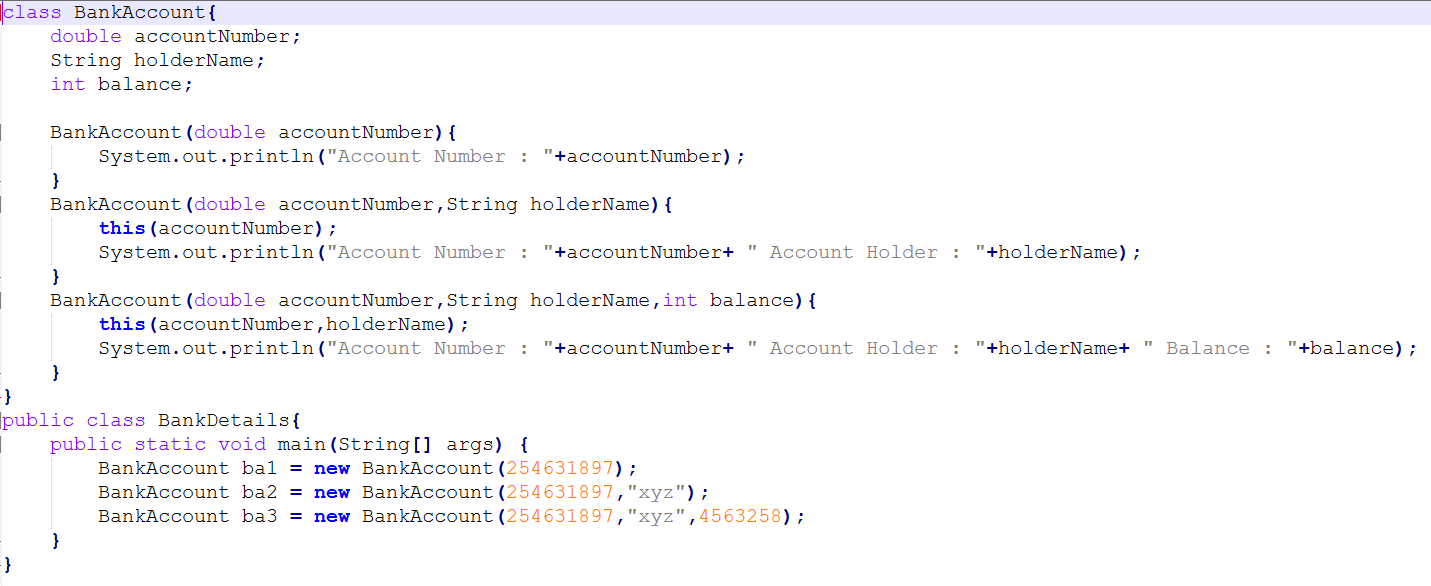 class BankAccount{
    double accountNumber;
    String holderName;
    int balance;

    BankAccount(double accountNumber){
        System.out.println("Account Number : "+accountNumber);
    }
    BankAccount(double accountNumber,String holderName){
        this(accountNumber);
        System.out.println("Account Number : "+accountNumber+ " Account Holder : "+holderName);
    }
    BankAccount(double accountNumber,String holderName,int balance){
        this(accountNumber,holderName);
        System.out.println("Account Number : "+accountNumber+ " Account Holder : "+holderName+ " Balance : "+balance);
    }
}
public class BankDetails{
    public static void main(String[] args) {
        BankAccount ba1 = new BankAccount(254631897);
        BankAccount ba2 = new BankAccount(254631897,"xyz");
        BankAccount ba3 = new BankAccount(254631897,"xyz",4563258);
    }
}